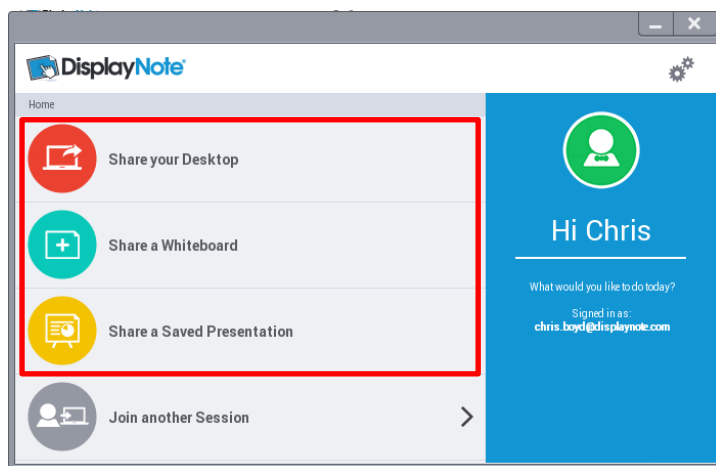 DisplayNote
Home
Share your Desktop
Share a Whiteboard
Share a Saved Presentation
Join another Session
Hi Chris
What would you like to do today?
Signed in as:
chris.boyd@displaynote.com